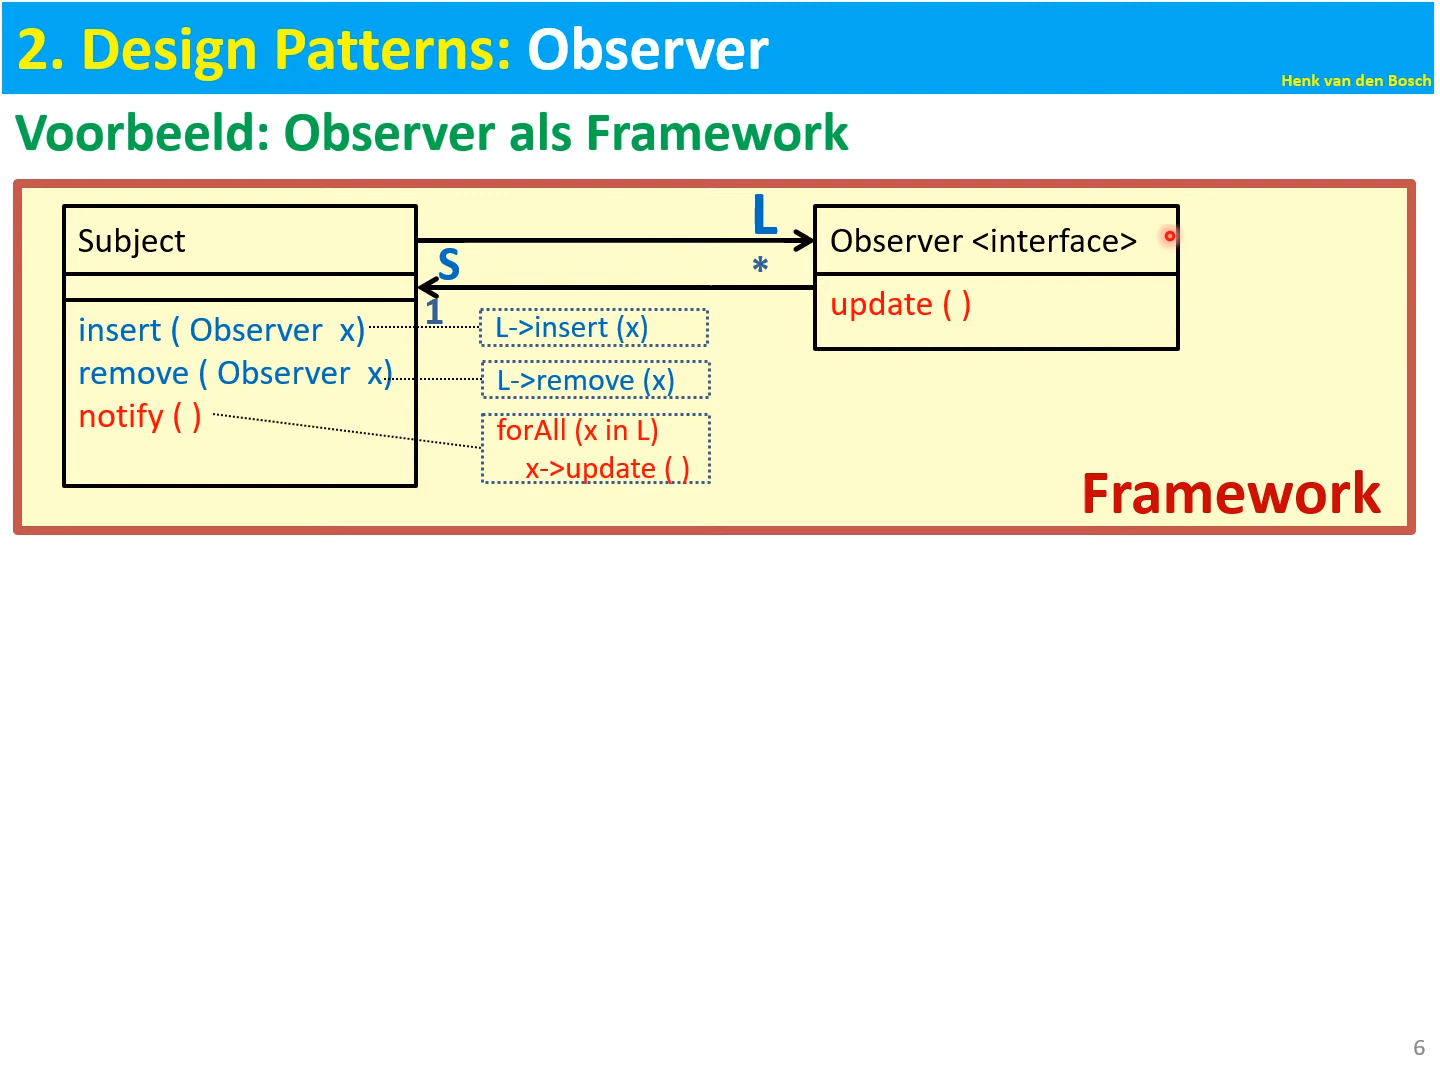 2. Design Patterns: Observer
Henk van den Bosch
Voorbeeld: Observer als Framework
Subject
insert ( Observer x)
remove ( Observer x)
notify ( )
S
1
L
*
L->insert (x)
L->remove (x)
forAll (x in L)
x->update ( )
Observer <interface>
update ( )
Framework
6